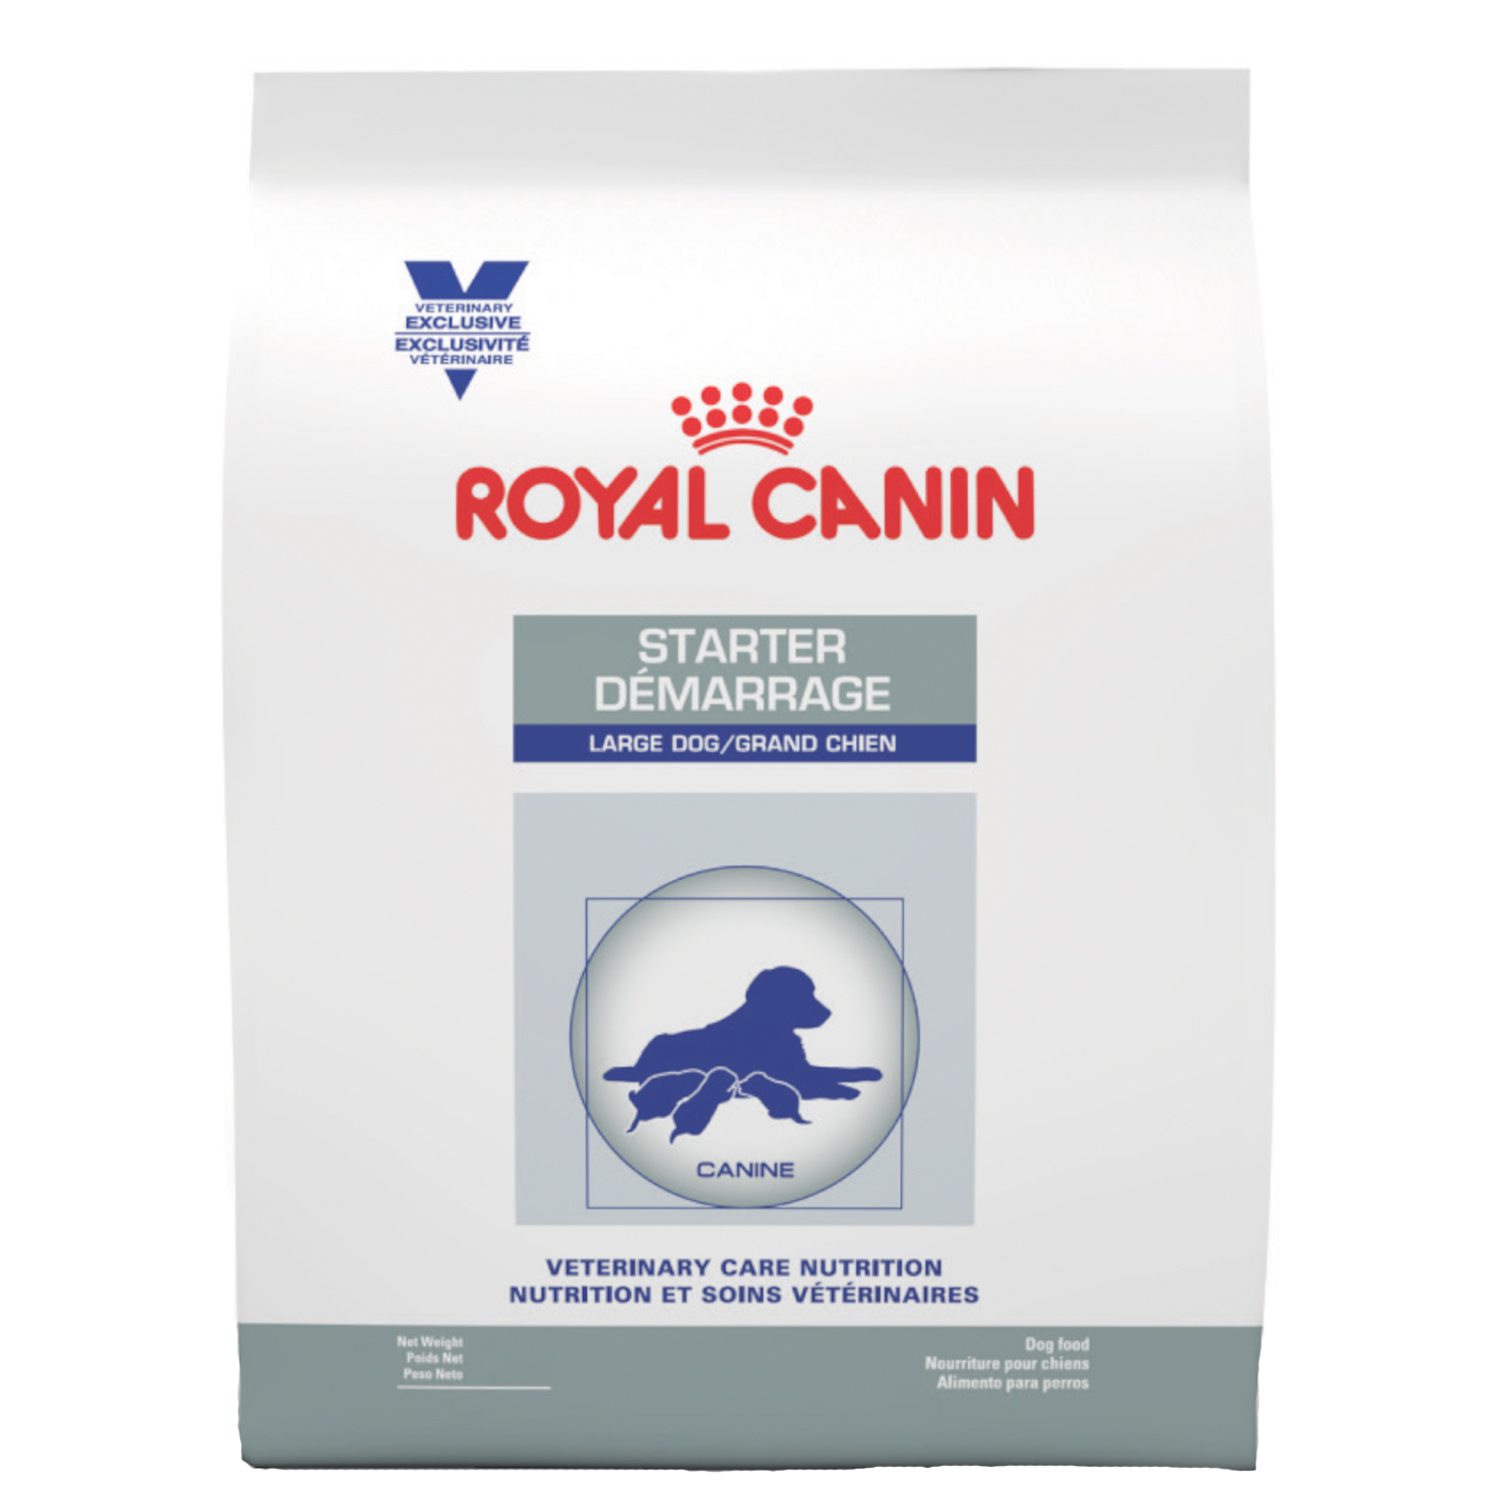 VETERINARY
EXCLUSIVE
EXCLUSIVITÉ
VÉTÉRINAIRE
ROYAL CANIN
STARTER
DÉMARRAGE
LARGE DOG/GRAND CHIEN
CANINE
VETERINARY CARE NUTRITION
NUTRITION ET SOINS VÉTÉRINAIRES
Net Weight
Poids Net
Peso Neto
Dog food
Nourriture pour chiens
Alimento para perros